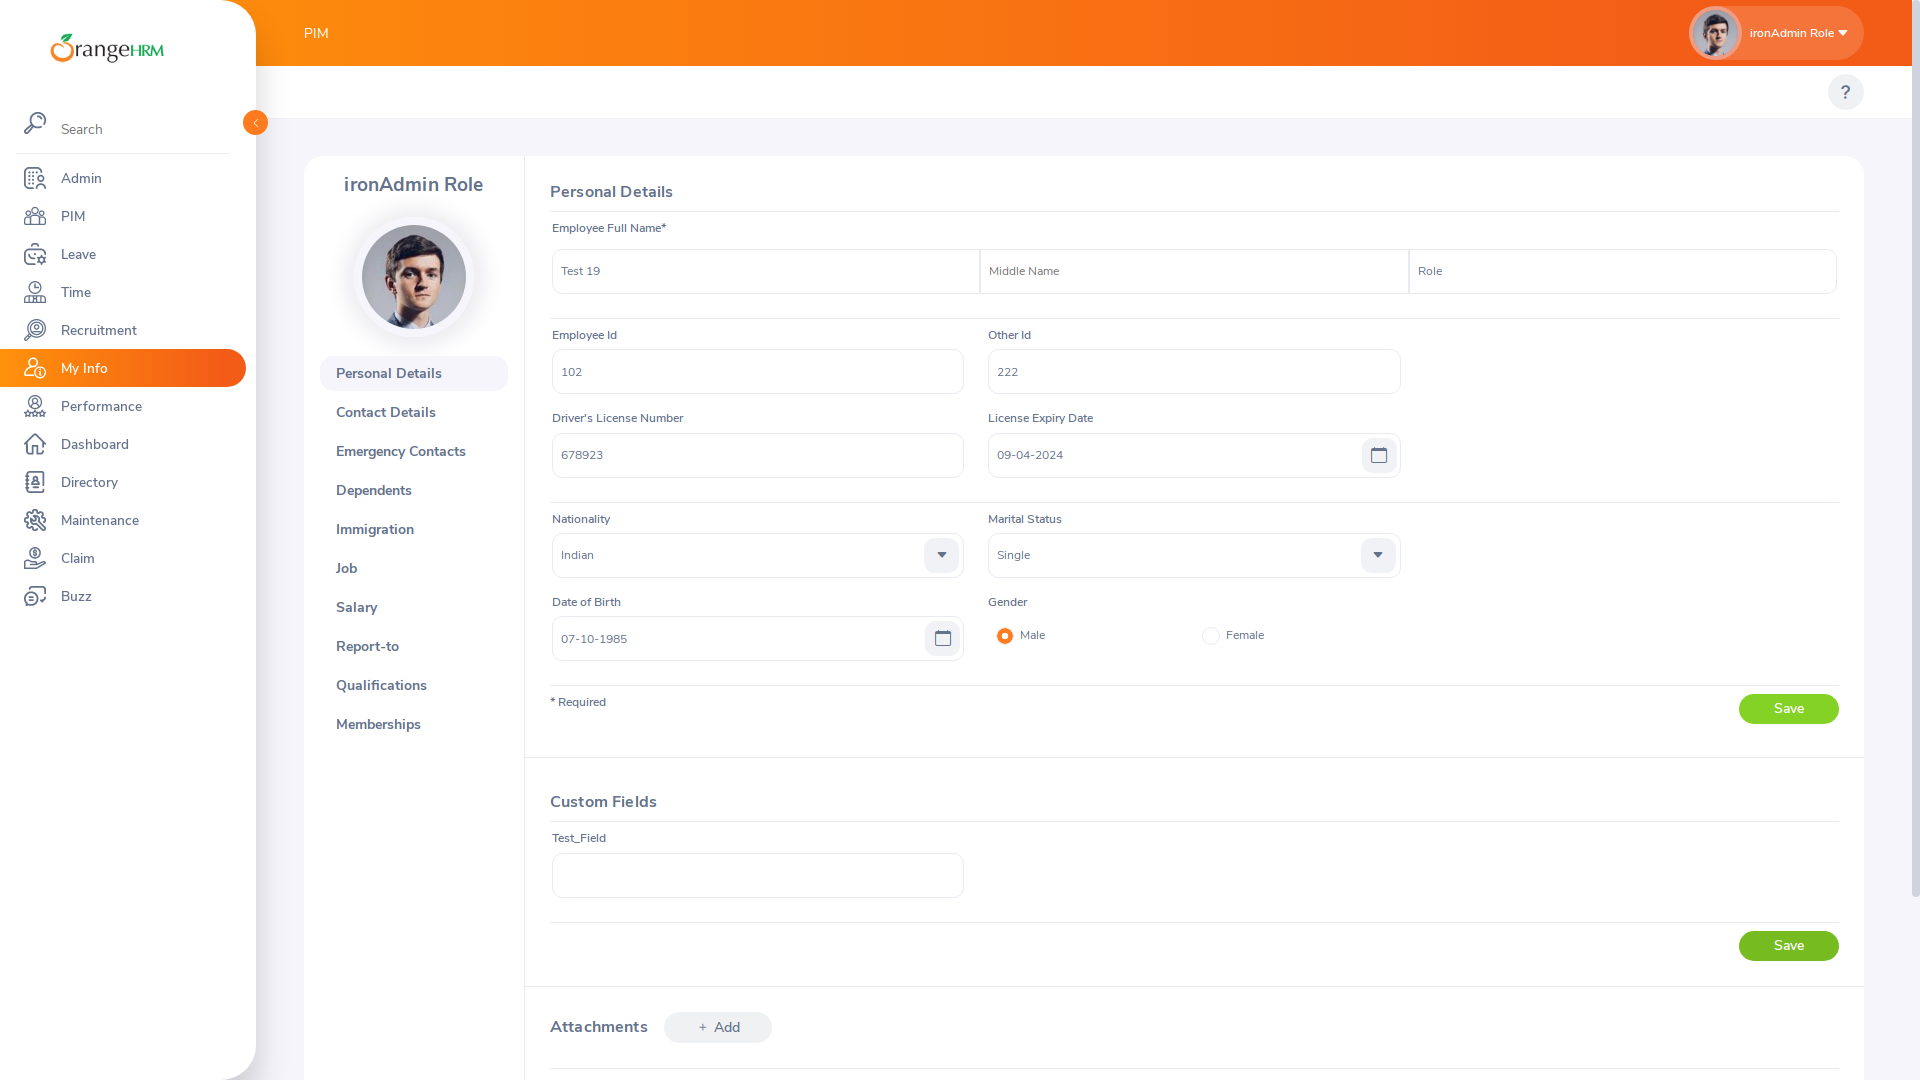 OrangeHRM
PIM
ironAdmin Role
?
Search
Admin
PIM
Leave
Time
Recruitment
My Info
Performance
Dashboard
Directory
Maintenance
Claim
Buzz
ironAdmin Role
Personal Details
Contact Details
Emergency Contacts
Dependents
Immigration
Job
Salary
Report-to
Qualifications
Memberships
Personal Details
Employee Full Name*
Test 19 Middle Name Role
Employee Id Other Id
102 222
Driver's License Number License Expiry Date
678923 09-04-2024
Nationality Marital Status
Indian Single
Date of Birth Gender
07-10-1985 Male Female
* Required
Save
Custom Fields
Test_Field
Save
Attachments + Add